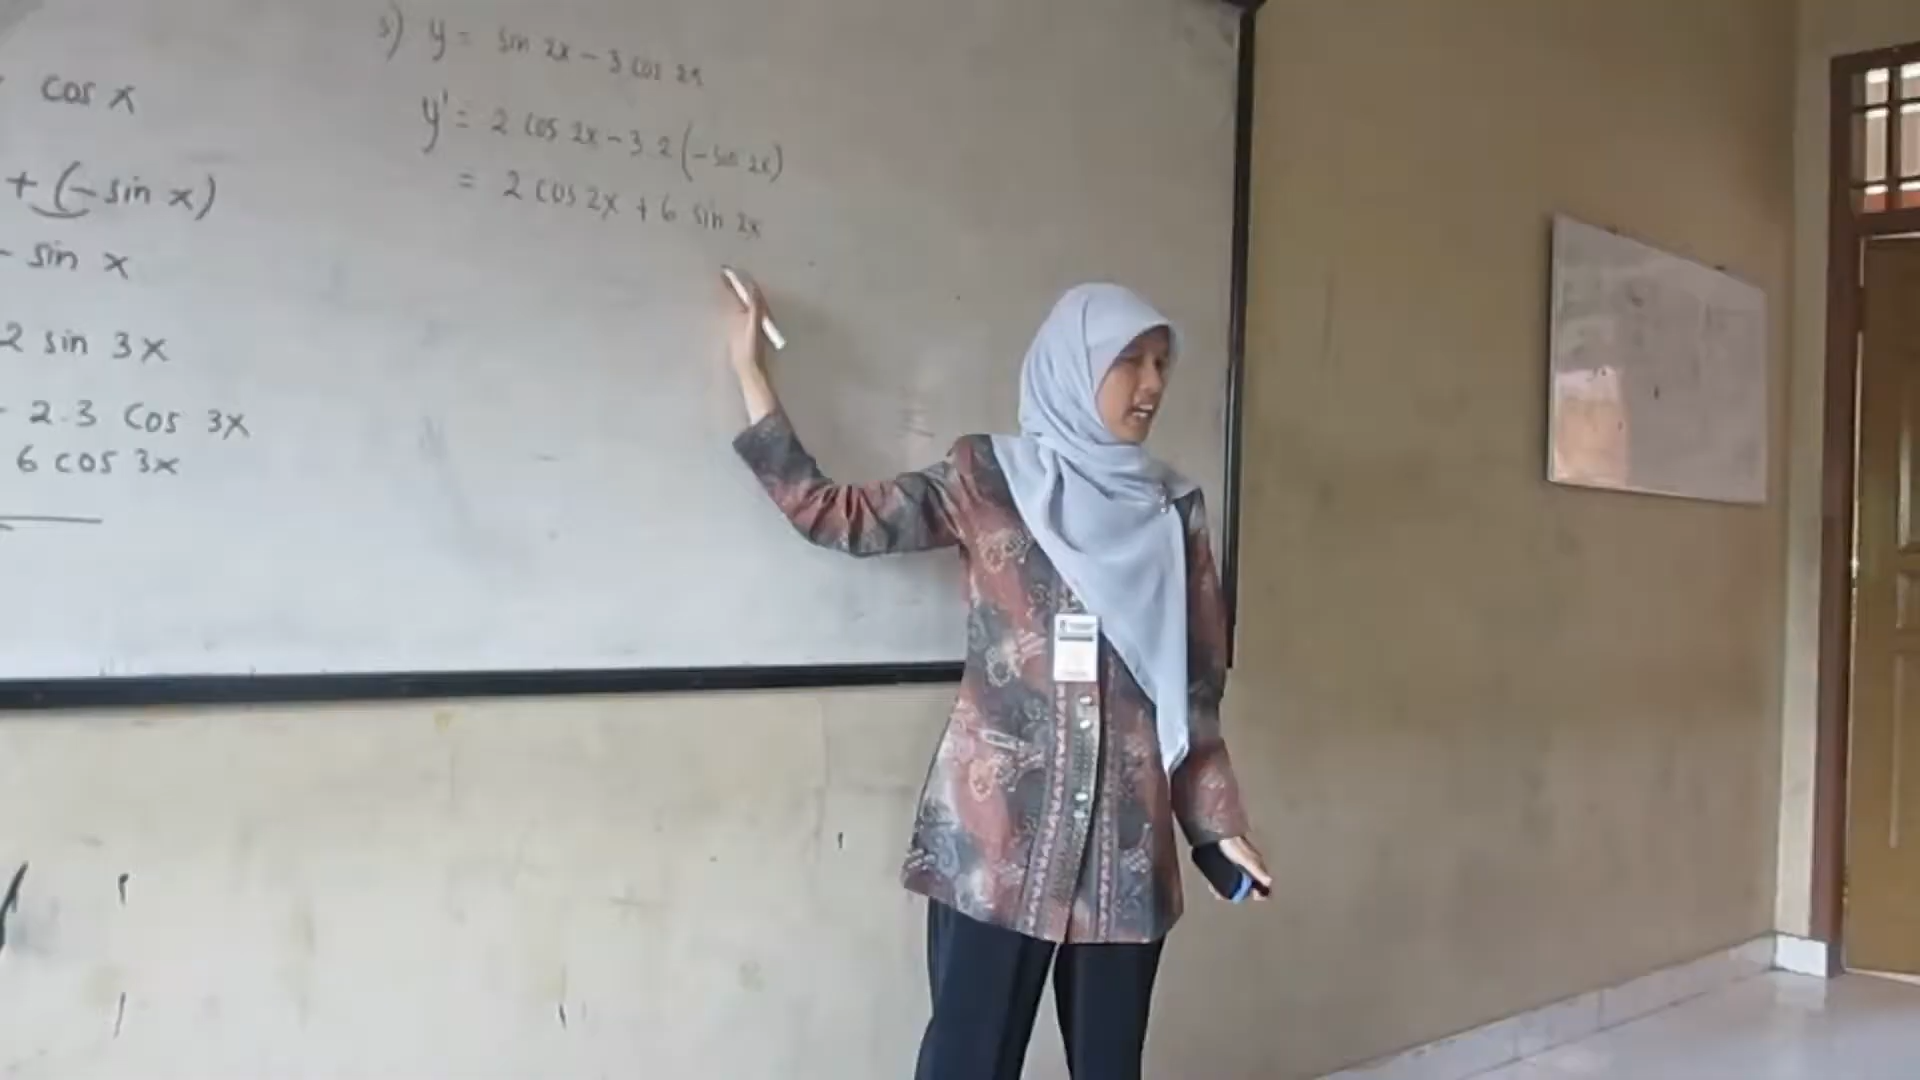 cos x
+ (-sin x)
- sin x
2 sin 3x
- 2.3 cos 3x
6 cos 3x
3) y = sin 2x - 3 cos 2x
y' = 2 cos 2x - 3.2 (-sin 2x)
= 2 cos 2x + 6 sin 2x